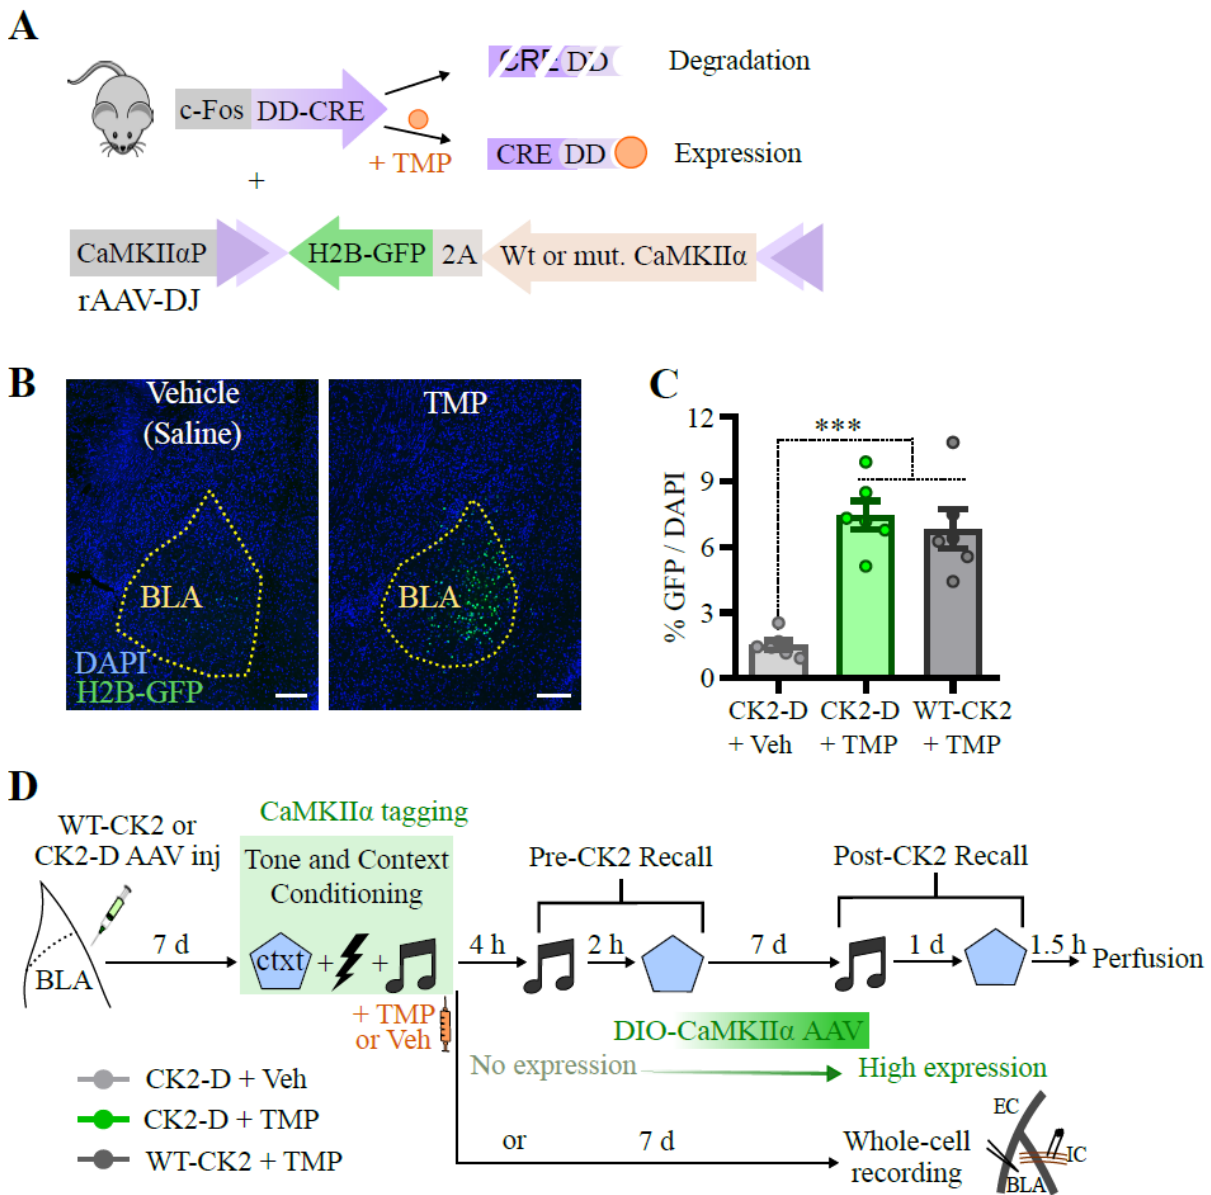 A
c-Fos DD-CRE
+ TMP
CRE DD Degradation
CRE DD Expression
+
CaMKIIαP H2B-GFP 2A Wt or mut. CaMKIIα
rAAV-DJ
B
Vehicle
(Saline)
BLA
DAPI
H2B-GFP
TMP
BLA
C
% GFP / DAPI
12
9
6
3
0
***
CK2-D
+ Veh
CK2-D
+ TMP
WT-CK2
+ TMP
D
WT-CK2 or
CK2-D AAV inj
BLA
7 d
CaMKIIα tagging
Tone and Context
Conditioning
ctxt + +
+ TMP
or Veh
4 h
Pre-CK2 Recall
2 h
7 d
Post-CK2 Recall
1 d
1.5 h
Perfusion
DIO-CaMKIIα AAV
No expression
High expression
or
7 d
Whole-cell
recording
EC
IC
BLA
CK2-D + Veh
CK2-D + TMP
WT-CK2 + TMP